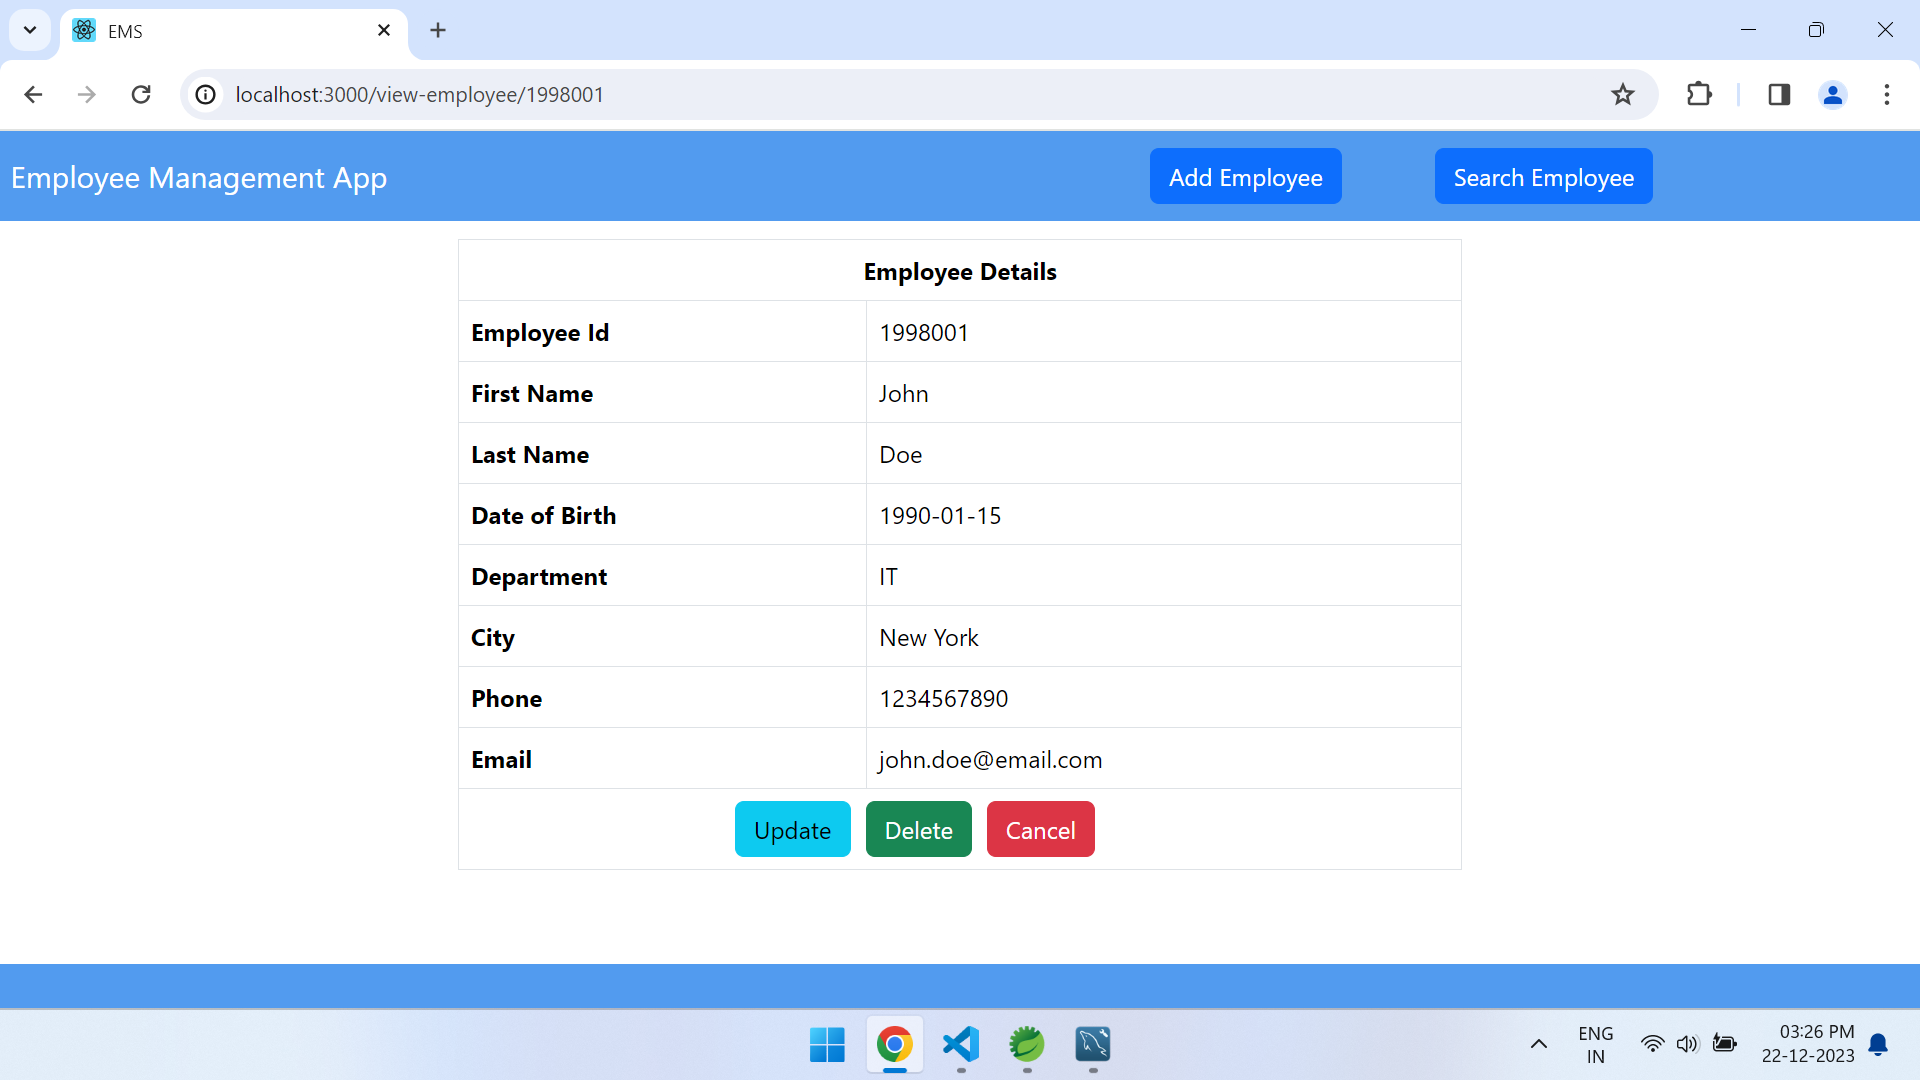 EMS
localhost:3000/view-employee/1998001
Employee Management App
Add Employee
Search Employee
Employee Details
Employee Id 1998001
First Name John
Last Name Doe
Date of Birth 1990-01-15
Department IT
City New York
Phone 1234567890
Email john.doe@email.com
Update Delete Cancel
ENG
IN
03:26 PM
22-12-2023